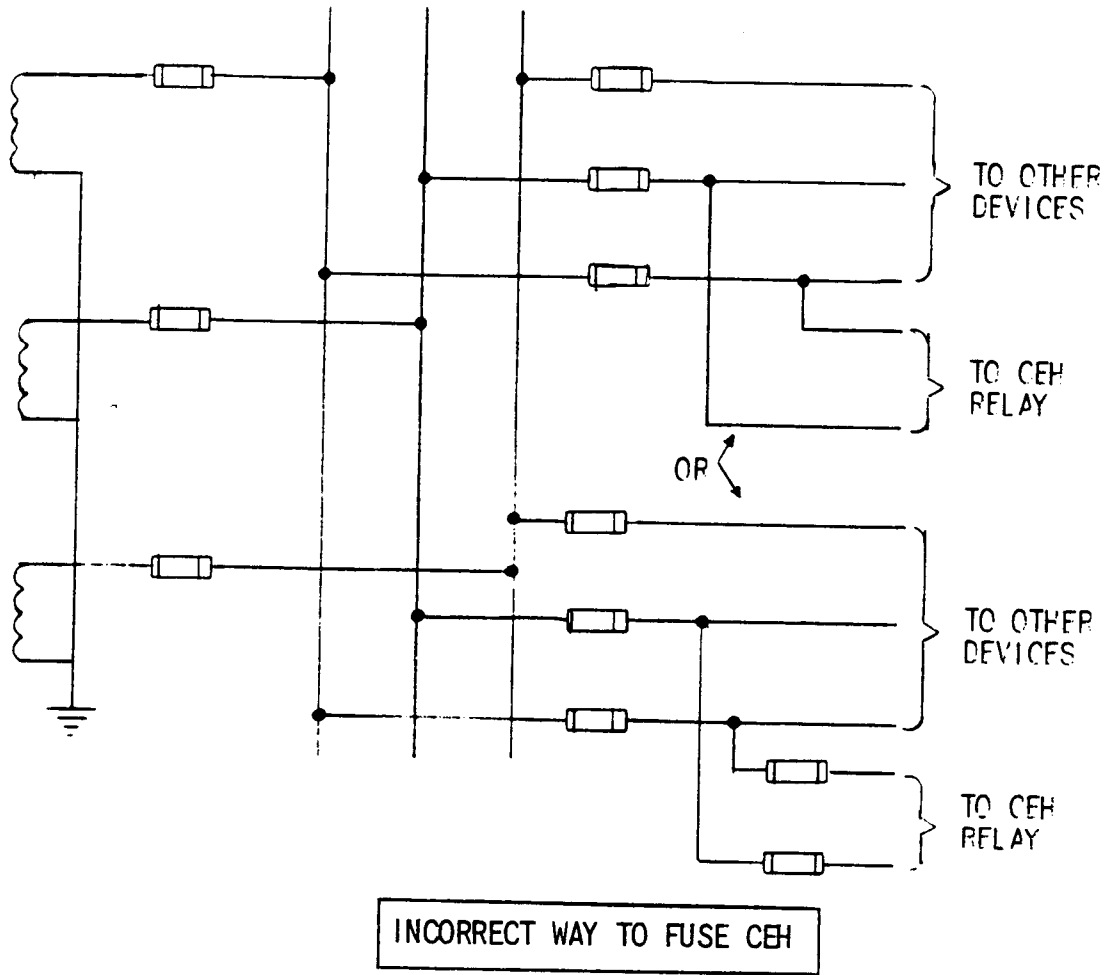 TO OTHER
DEVICES
TO CEH
RELAY
OR
TO OTHER
DEVICES
TO CEH
RELAY
INCORRECT WAY TO FUSE CEH